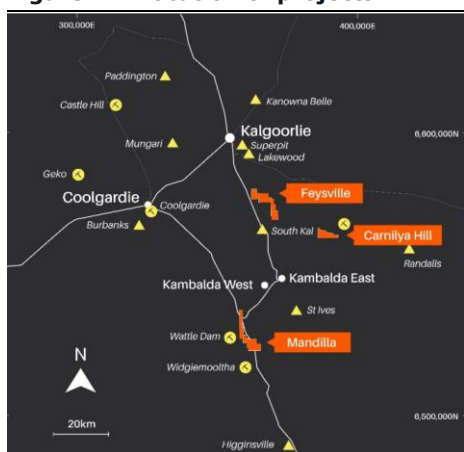 Figure Location of projects
300,000E
400,000E
Paddington
Castle Hill
Kanowna Belle
Kalgoorlie
6,600,000N
Mungari
Superpit
Lakewood
Geko
Feysville
Coolgardie
Coolgardie
Burbanks
South Kal
Carnilya Hill
Randalls
Kambalda East
Kambalda West
St Ives
Wattle Dam
Mandilla
N
Widgiemooltha
20km
6,500,000N
Higginsville